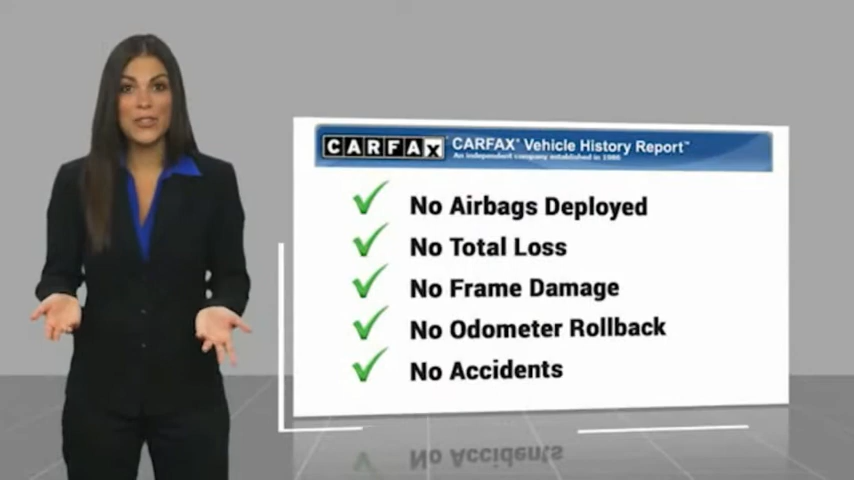 CARFAX CARFAX® Vehicle History Report™
An independent company established in 1986
No Airbags Deployed
No Total Loss
No Frame Damage
No Odometer Rollback
No Accidents
No Accidents